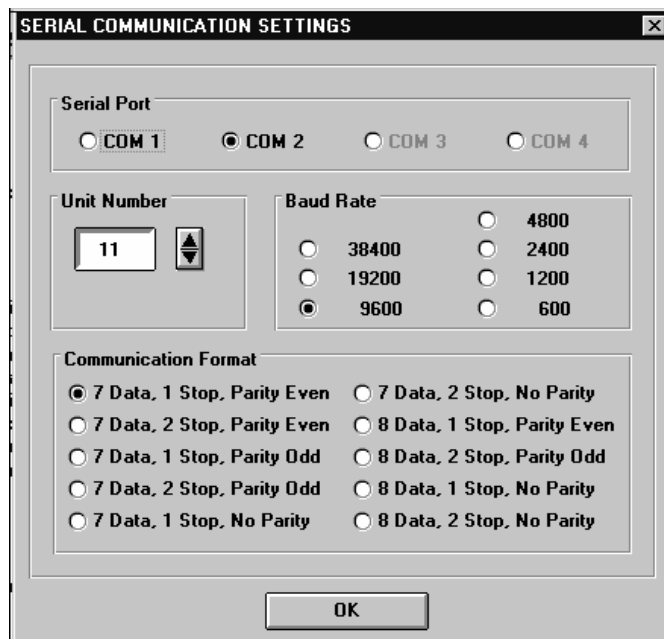 SERIAL COMMUNICATION SETTINGS
Serial Port
COM 1 COM 2 COM 3 COM 4
Unit Number
11
Baud Rate
4800
38400 2400
19200 1200
9600 600
Communication Format
7 Data, 1 Stop, Parity Even 7 Data, 2 Stop, No Parity
7 Data, 2 Stop, Parity Even 8 Data, 1 Stop, Parity Even
7 Data, 1 Stop, Parity Odd 8 Data, 2 Stop, Parity Odd
7 Data, 2 Stop, Parity Odd 8 Data, 1 Stop, No Parity
7 Data, 1 Stop, No Parity 8 Data, 2 Stop, No Parity
OK